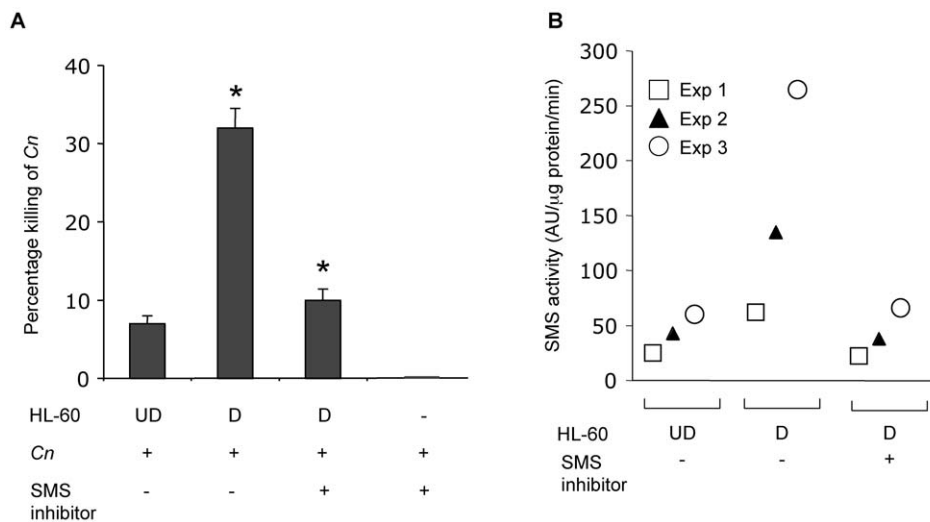 A
Percentage killing of Cn
40
30
20
10
0
*
*
HL-60 UD D D -
Cn + + + +
SMS - - + +
inhibitor
B
SMS activity (AU/μg protein/min)
300
250
200
150
100
50
0
Exp 1
Exp 2
Exp 3
HL-60 UD D D
SMS - - +
inhibitor